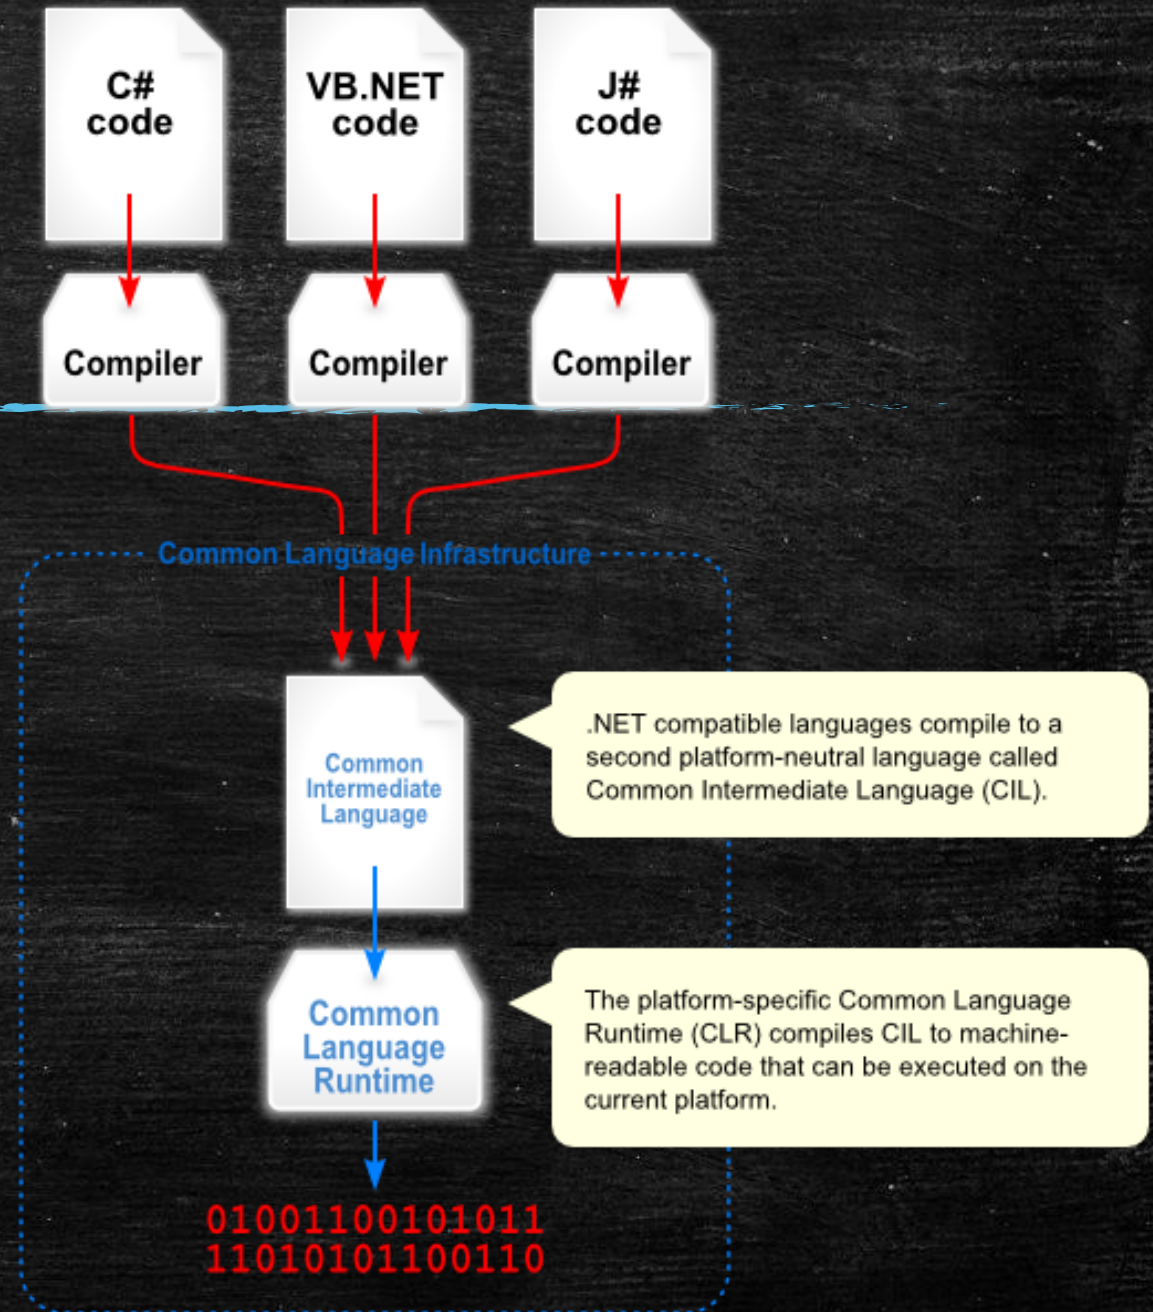 C#
code
VB.NET
code
J#
code
Compiler
Compiler
Compiler
Common Language Infrastructure
Common
Intermediate
Language
.NET compatible languages compile to a
second platform-neutral language called
Common Intermediate Language (CIL).
Common
Language
Runtime
The platform-specific Common Language
Runtime (CLR) compiles CIL to machine-
readable code that can be executed on the
current platform.
01001100101011
11010101100110